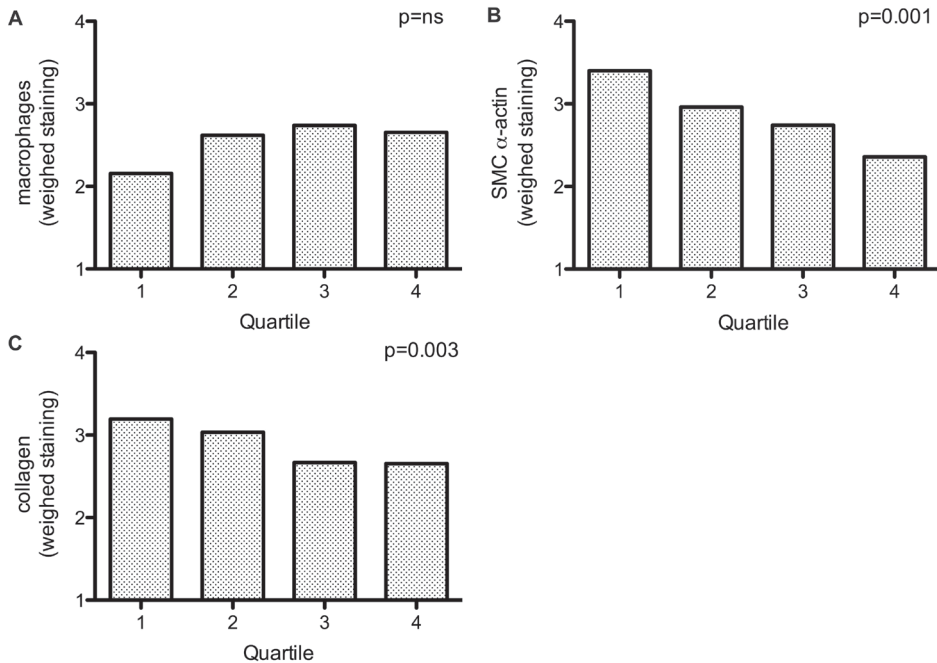 A
p=ns
macrophages
(weighed staining)
4
3
2
1
1 2 3 4
Quartile
B
p=0.001
SMC α-actin
(weighed staining)
4
3
2
1
1 2 3 4
Quartile
C
p=0.003
collagen
(weighed staining)
4
3
2
1
1 2 3 4
Quartile